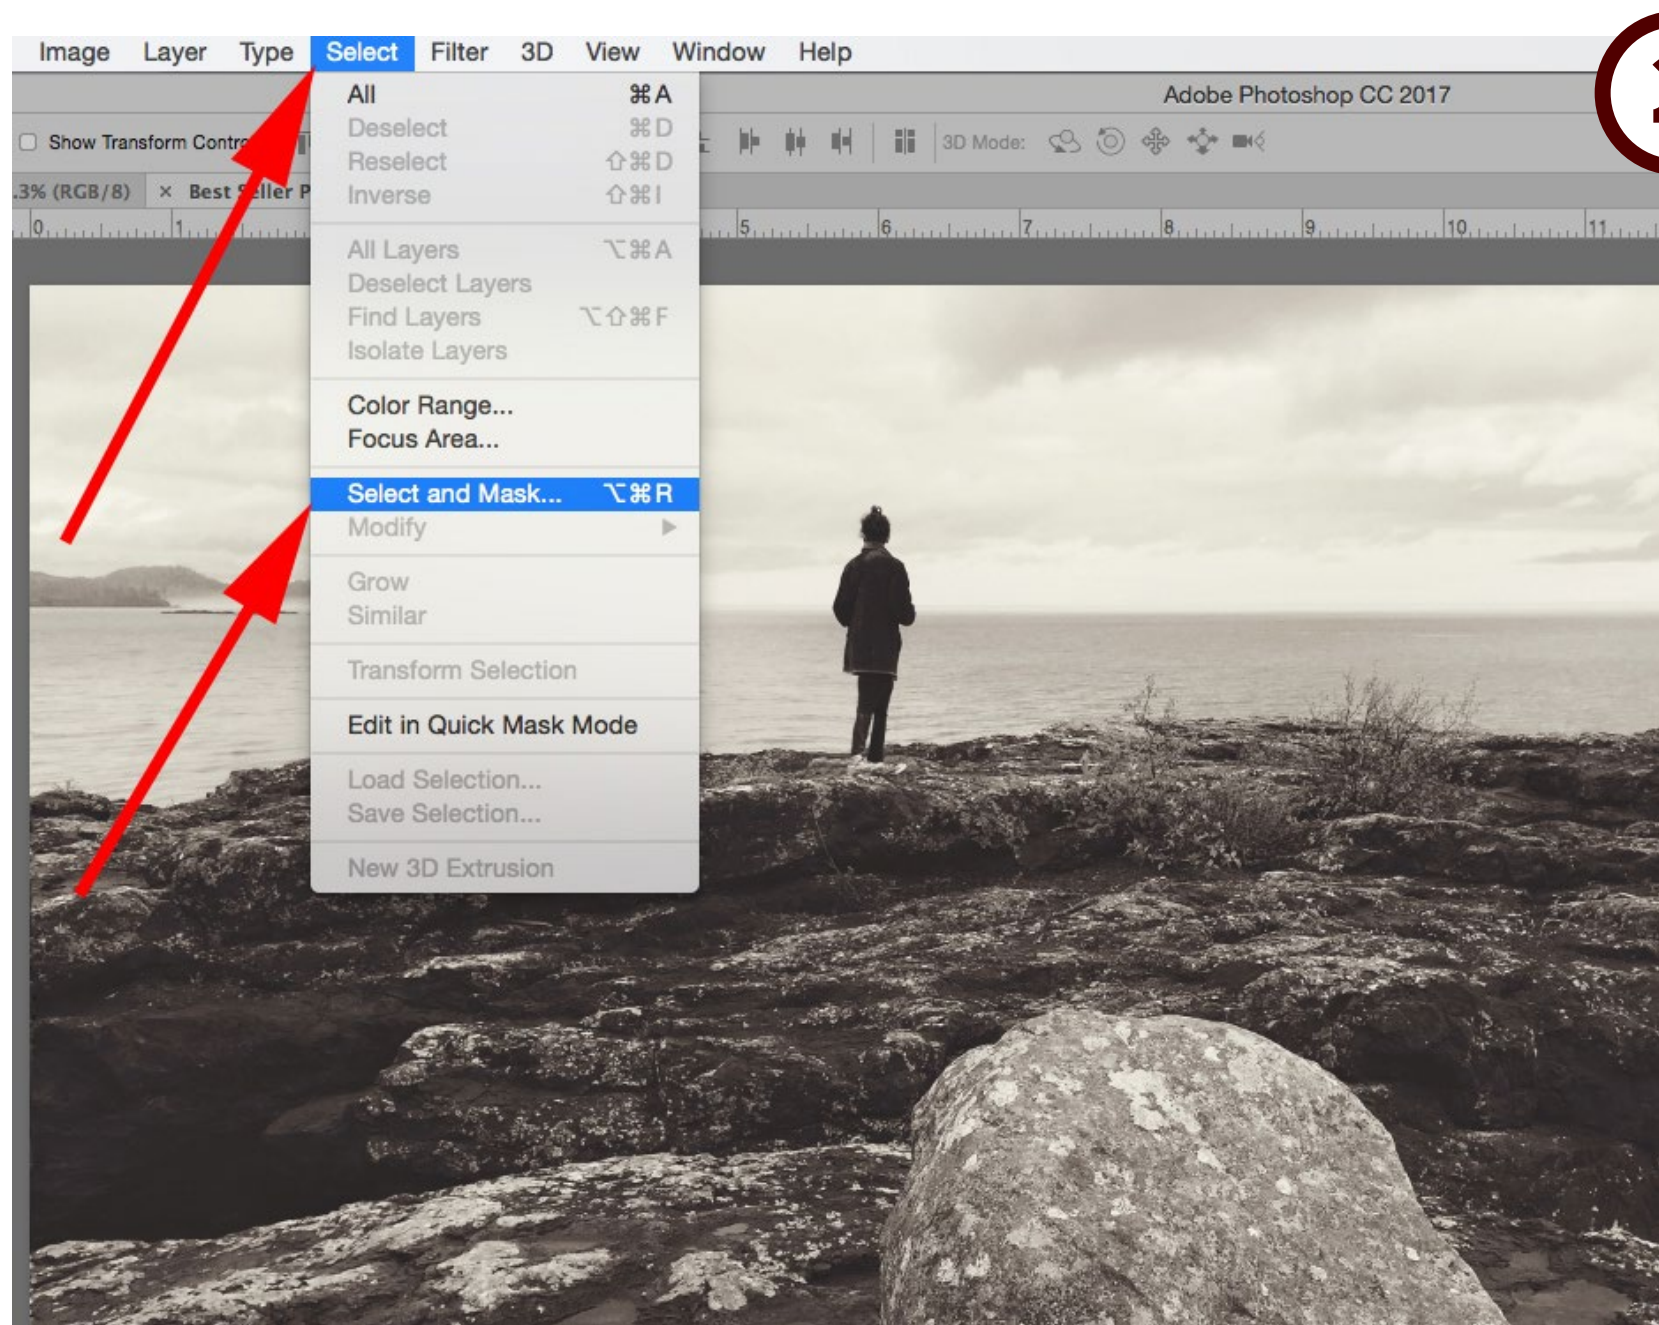 Image Layer Type Select Filter 3D View Window Help
Adobe Photoshop CC 2017
Show Transform 3D Mode:
.3% (RGB/8) × Best Seller P
0 1 5 6 7 8 9 10 11
All ⌘A
Deselect ⌘D
Reselect ⇧⌘D
Inverse ⇧⌘I
All Layers ⌥⌘A
Deselect Layers
Find Layers ⌥⇧⌘F
Isolate Layers
Color Range...
Focus Area...
Select and Mask... ⌥⌘R
Modify ▶
Grow
Similar
Transform Selection
Edit in Quick Mask Mode
Load Selection...
Save Selection...
New 3D Extrusion